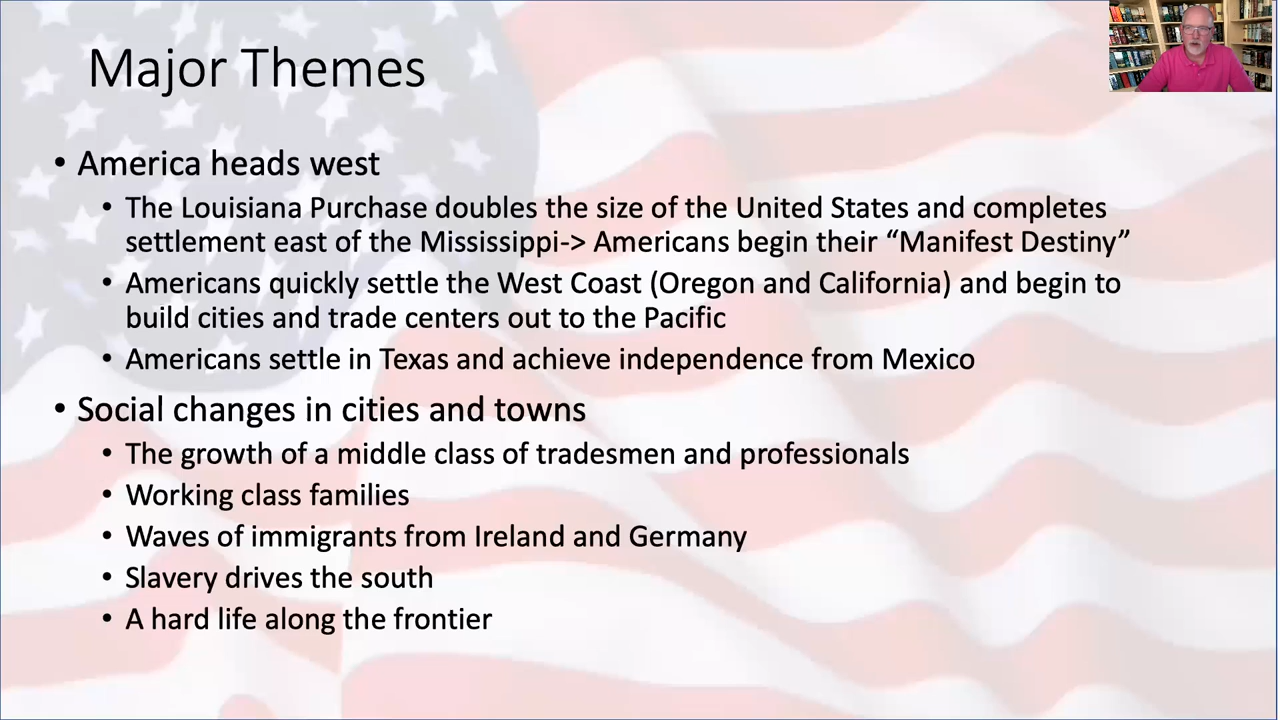 Major Themes
• America heads west
• The Louisiana Purchase doubles the size of the United States and completes
settlement east of the Mississippi-> Americans begin their “Manifest Destiny”
• Americans quickly settle the West Coast (Oregon and California) and begin to
build cities and trade centers out to the Pacific
• Americans settle in Texas and achieve independence from Mexico
• Social changes in cities and towns
• The growth of a middle class of tradesmen and professionals
• Working class families
• Waves of immigrants from Ireland and Germany
• Slavery drives the south
• A hard life along the frontier